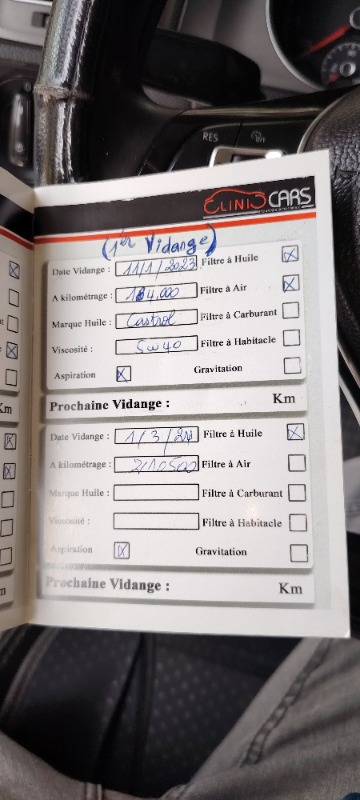 RES
CLINIC CARS
(1er Vidange)
Date Vidange : 11/1/2023 Filtre à Huile
A kilométrage : 184,000 Filtre à Air
Marque Huile : Castrol Filtre à Carburant
Viscosité : 5w40 Filtre à Habitacle
Aspiration X Gravitation
Prochaine Vidange : Km
Date Vidange : 1/3/24 Filtre à Huile
A kilométrage : 210500 Filtre à Air
Marque Huile : Filtre à Carburant
Viscosité : Filtre à Habitacle
Aspiration X Gravitation
Prochaine Vidange : Km
Km